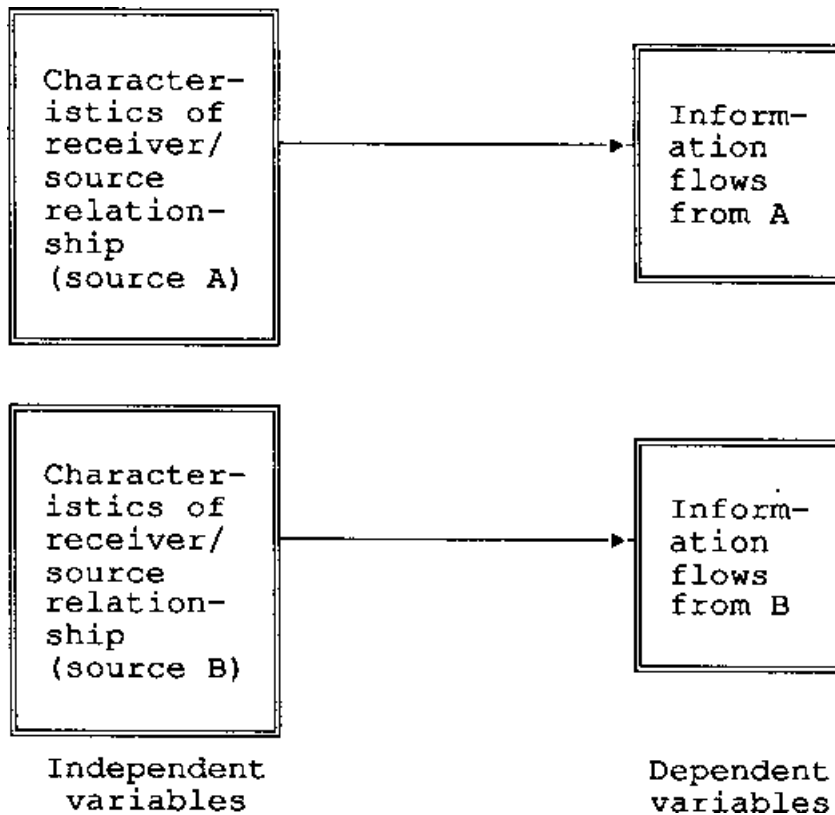 Character-
istics of
receiver/
source
relation-
ship
(source A)
Inform-
ation
flows
from A
Character-
istics of
receiver/
source
relation-
ship
(source B)
Inform-
ation
flows
from B
Independent
variables
Dependent
variables